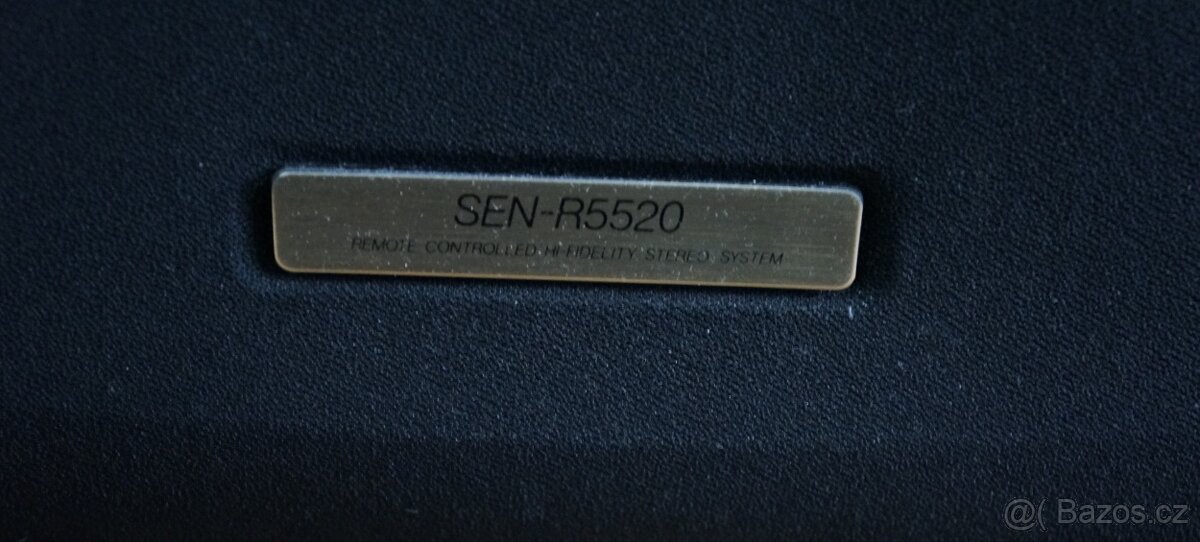 SEN-R5520
REMOTE CONTROLLED HI-FIDELITY STEREO SYSTEM
@( Bazos.cz